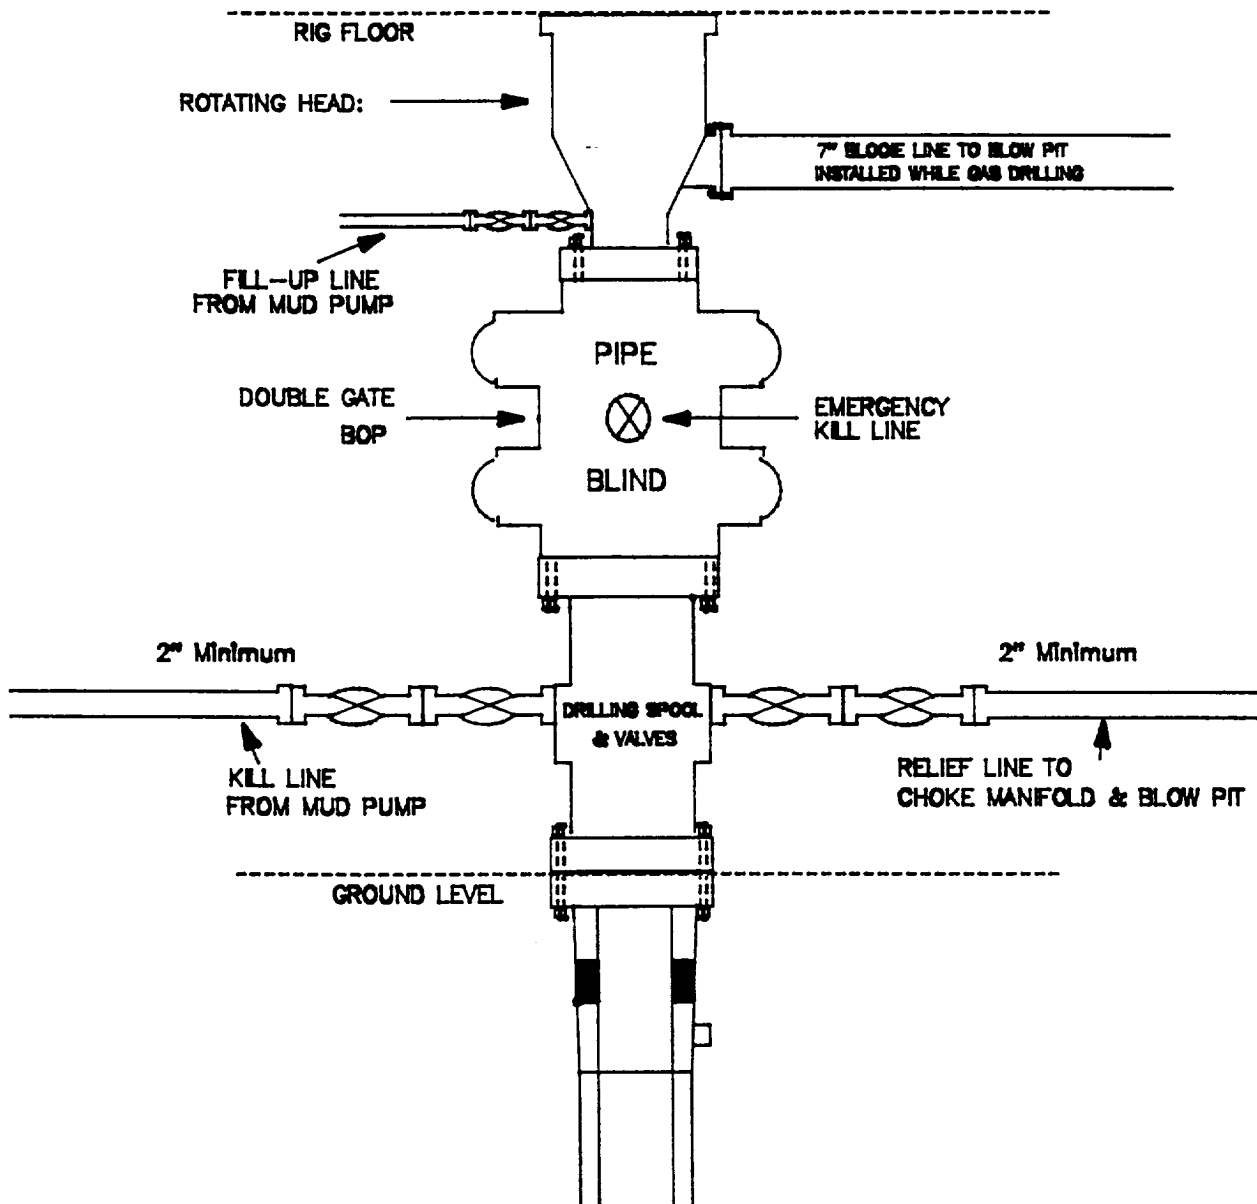 RIG FLOOR
ROTATING HEAD:
7" BLOOIE LINE TO BLOW PIT
INSTALLED WHILE GAS DRILLING
FILL-UP LINE
FROM MUD PUMP
PIPE
DOUBLE GATE
BOP
EMERGENCY
KILL LINE
BLIND
2" Minimum
2" Minimum
DRILLING SPOOL
& VALVES
KILL LINE
FROM MUD PUMP
RELIEF LINE TO
CHOKE MANIFOLD & BLOW PIT
GROUND LEVEL